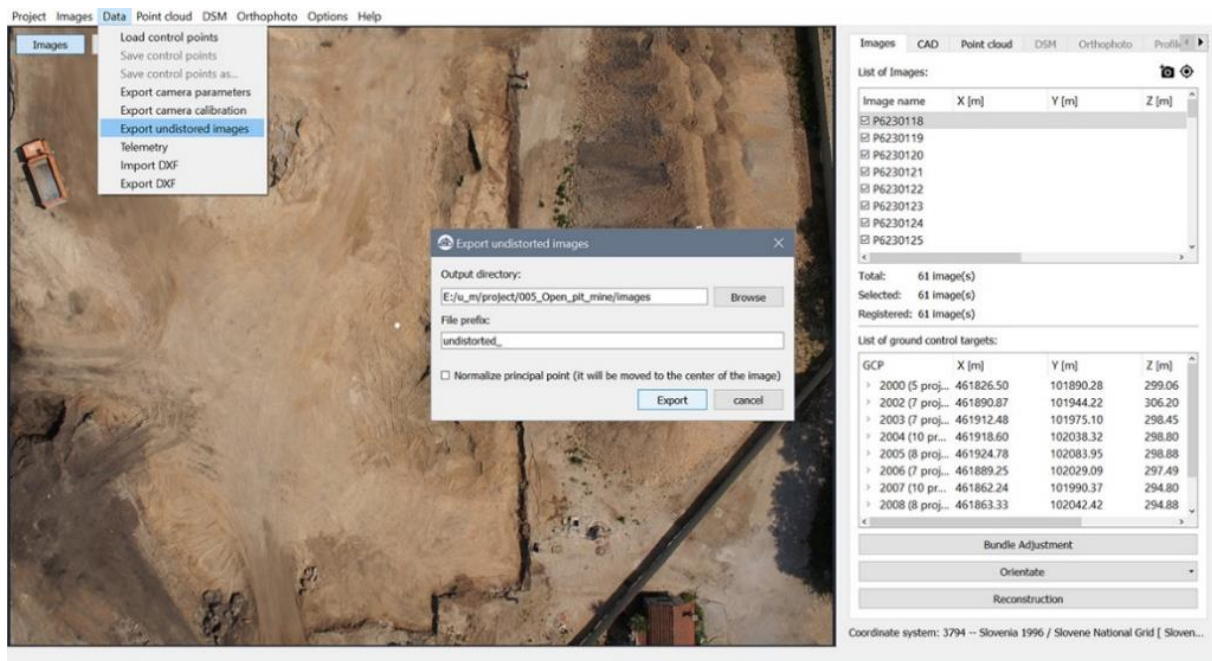 Project Images Data Point cloud DSM Orthophoto Options Help
Images
Load control points
Save control points
Save control points as...
Export camera parameters
Export camera calibration
Export undistored images
Telemetry
Import DXF
Export DXF
Export undistorted images
Output directory:
E:/u_m/project/005_Open_pit_mine/images Browse
File prefix:
undistorted_
Normalize principal point (it will be moved to the center of the image)
Export cancel
Images CAD Point cloud DSM Orthophoto Profile
List of Images:
Image name X [m] Y [m] Z [m]
P6230118
P6230119
P6230120
P6230121
P6230122
P6230123
P6230124
P6230125
Total: 61 image(s)
Selected: 61 image(s)
Registered: 61 image(s)
List of ground control targets:
GCP X [m] Y [m] Z [m]
2000 (5 proj... 461826.50 101890.28 299.06
2002 (7 proj... 461890.87 101944.22 306.20
2003 (7 proj... 461912.48 101975.10 298.45
2004 (10 pr... 461918.60 102038.32 298.80
2005 (8 proj... 461924.78 102083.95 298.88
2006 (7 proj... 461889.25 102029.09 297.49
2007 (10 pr... 461862.24 101990.37 294.80
2008 (8 proj... 461863.33 102042.42 294.88
Bundle Adjustment
Orientate
Reconstruction
Coordinate system: 3794 -- Slovenia 1996 / Slovene National Grid [ Sloven...